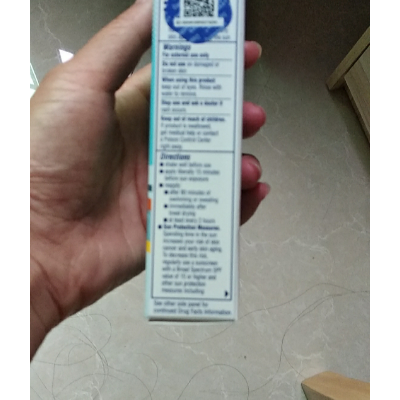 Warnings
For external use only
Do not use on damaged or
broken skin
When using this product
keep out of eyes. Rinse with
water to remove.
Stop use and ask a doctor if
rash occurs.
Keep out of reach of children.
If product is swallowed,
get medical help or contact
a Poison Control Center
right away.
Directions
● shake well before use
● apply liberally 15 minutes
before sun exposure
● reapply:
● after 80 minutes of
swimming or sweating
● immediately after
towel drying
● at least every 2 hours
● Sun Protection Measures.
Spending time in the sun
increases your risk of skin
cancer and early skin aging.
To decrease this risk,
regularly use a sunscreen
with a Broad Spectrum SPF
value of 15 or higher and
other sun protection
measures including:
See other side panel for
continued Drug Facts Information